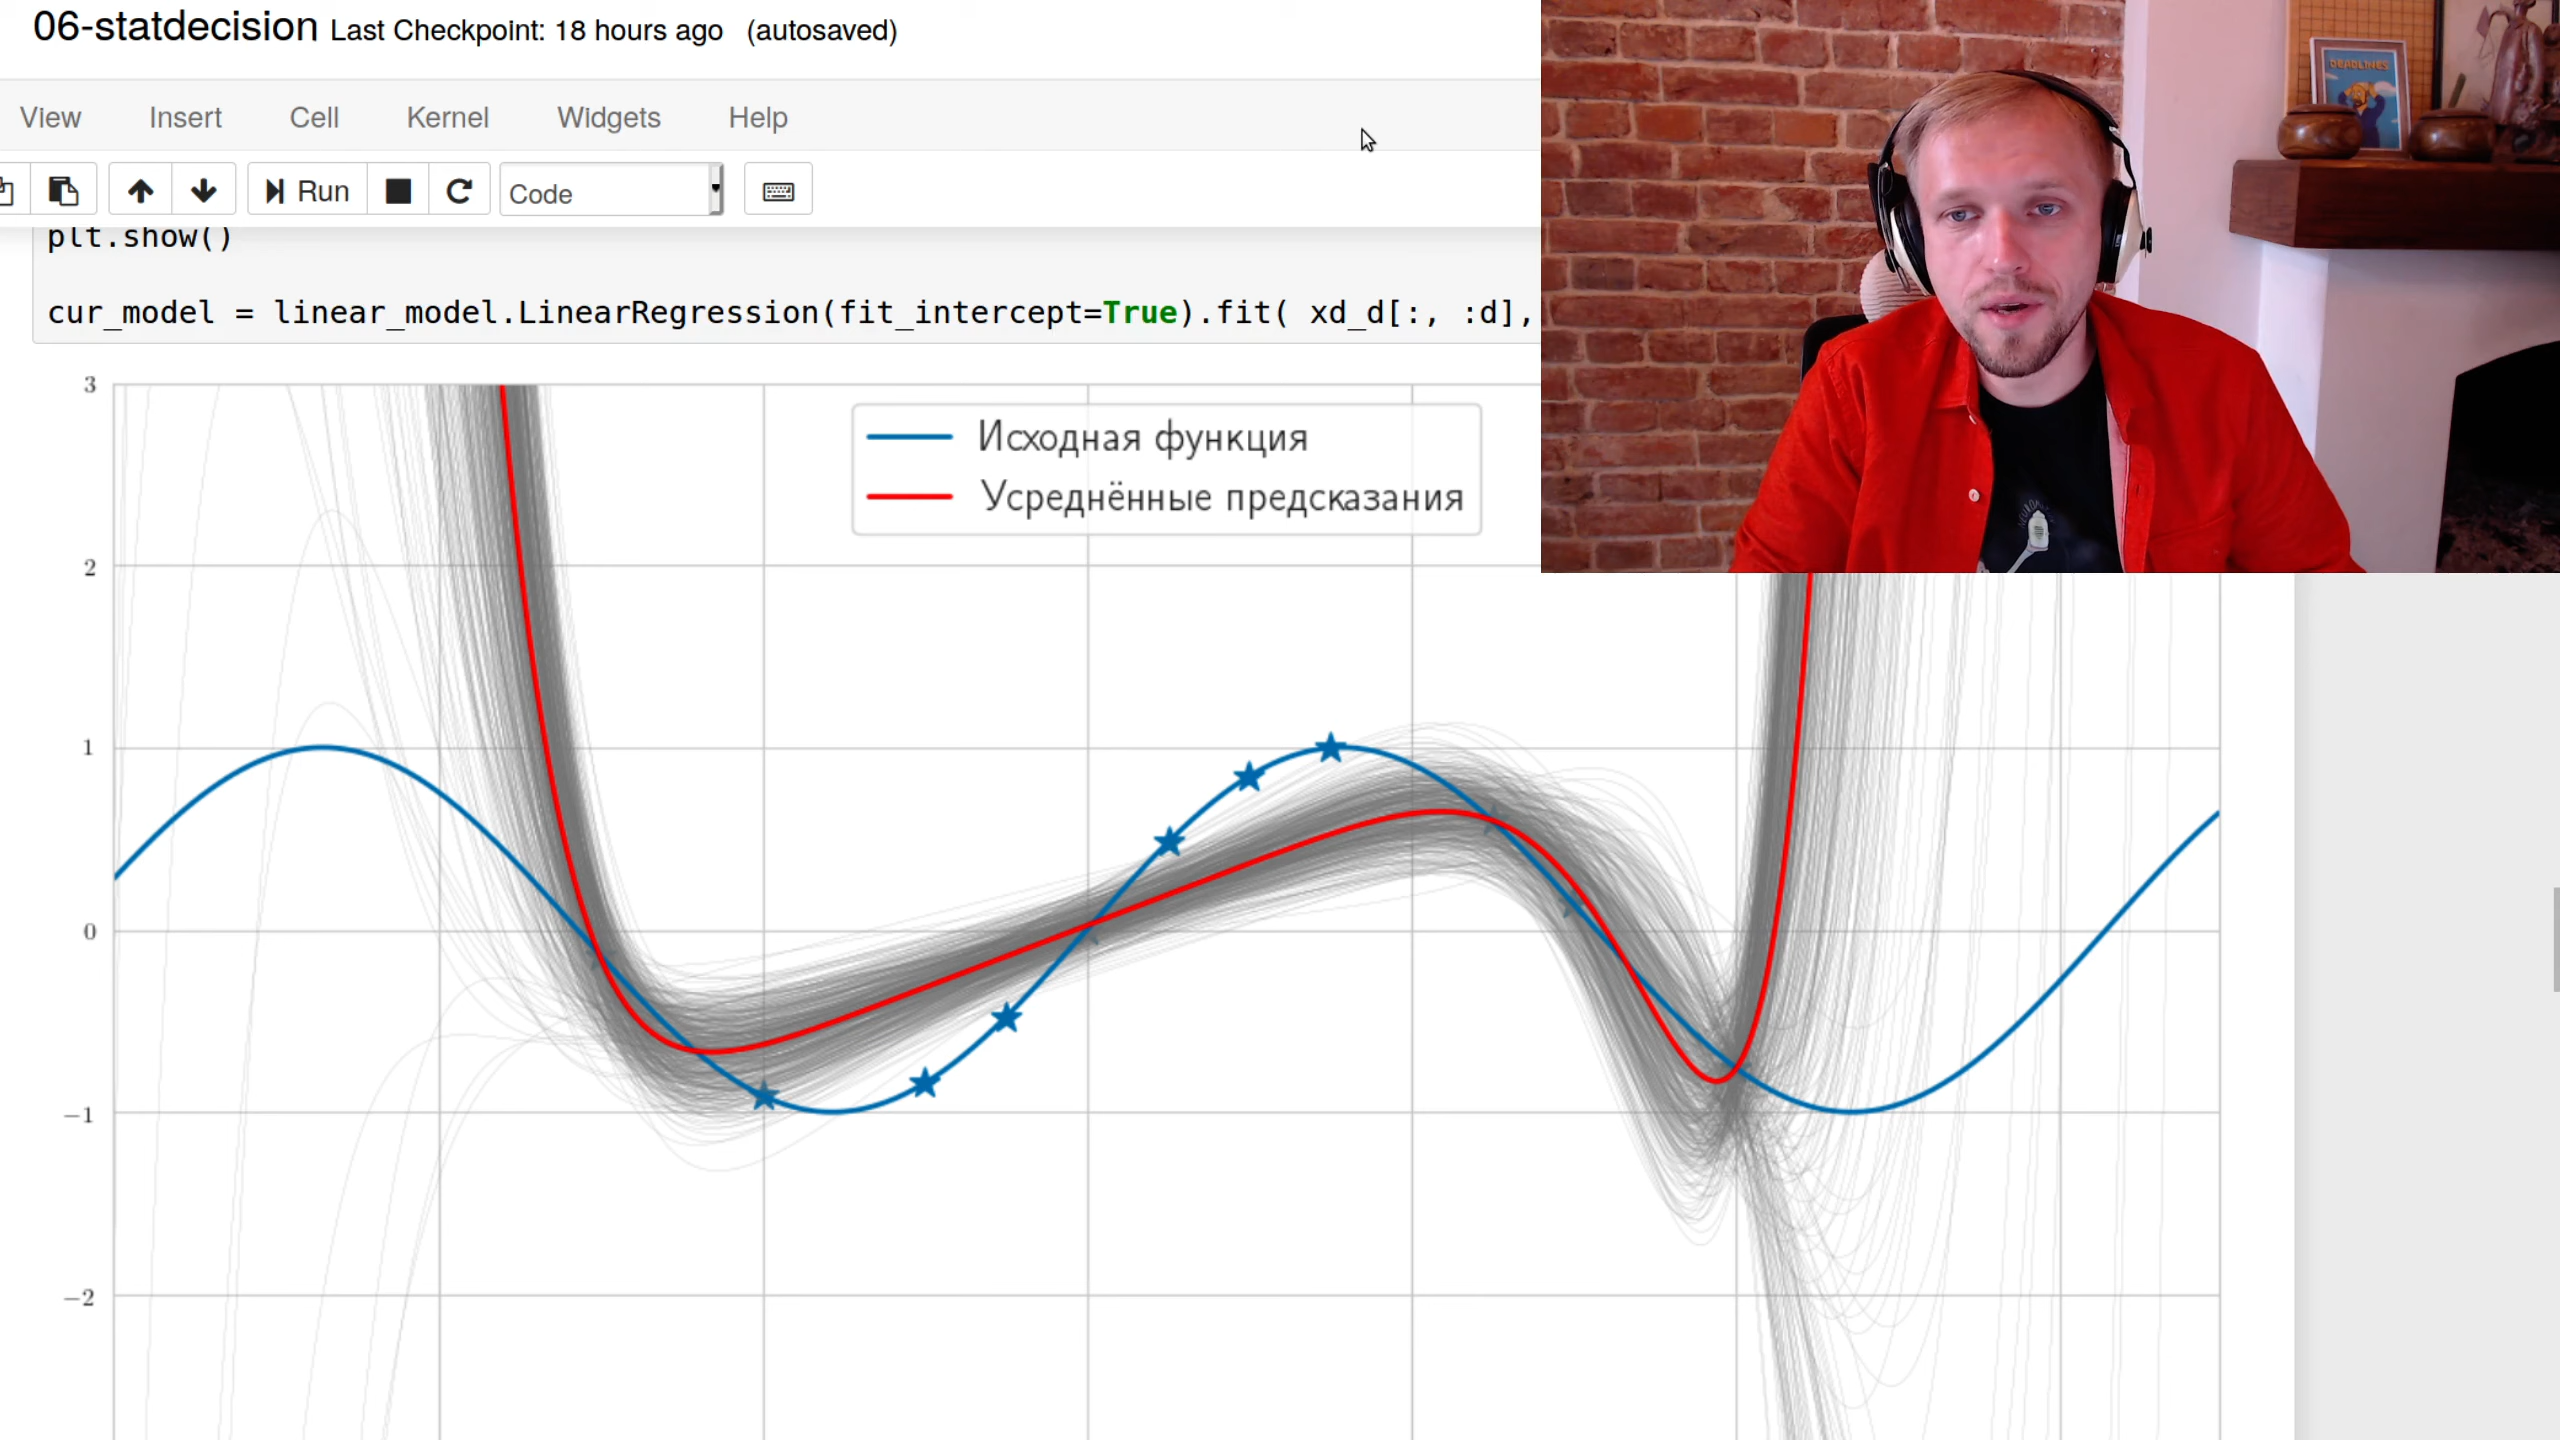 06-statdecision Last Checkpoint: 18 hours ago (autosaved)
View Insert Cell Kernel Widgets Help
Run Code
plt.show()
cur_model = linear_model.LinearRegression(fit_intercept=True).fit( xd_d[:, :d],
3
Исходная функция
Усреднённые предсказания
2
1
0
−1
−2
DEADLINES